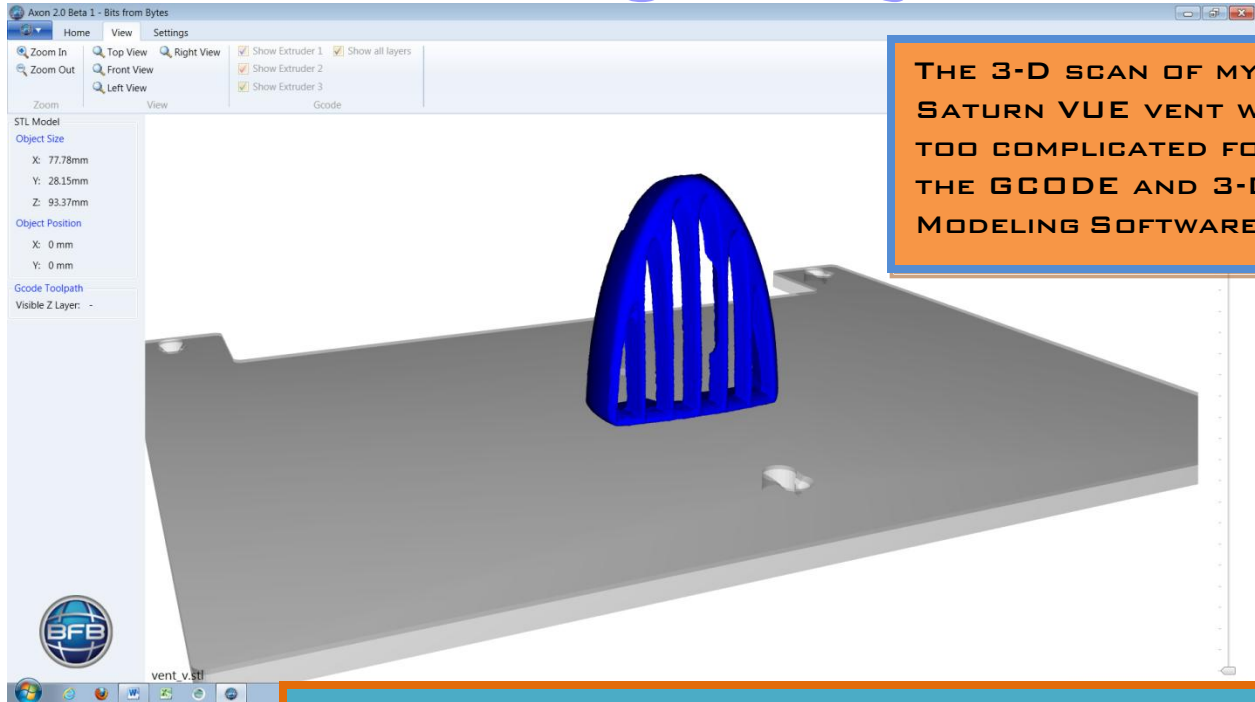 Axon 2.0 Beta 1 - Bits from Bytes
Home View Settings
Zoom In Top View Right View Show Extruder 1 Show all layers
Zoom Out Front View Show Extruder 2
Left View Show Extruder 3
Zoom View Gcode
THE 3-D SCAN OF MY
SATURN VUE VENT
TOO COMPLICATED
THE GCODE AND
MODELING SOFTWARE
STL Model
Object Size
X: 77.78mm
Y: 28.15mm
Z: 93.37mm
Object Position
X: 0 mm
Y: 0 mm
Gcode Toolpath
Visible Z Layer: -
BFB
vent_v.stl